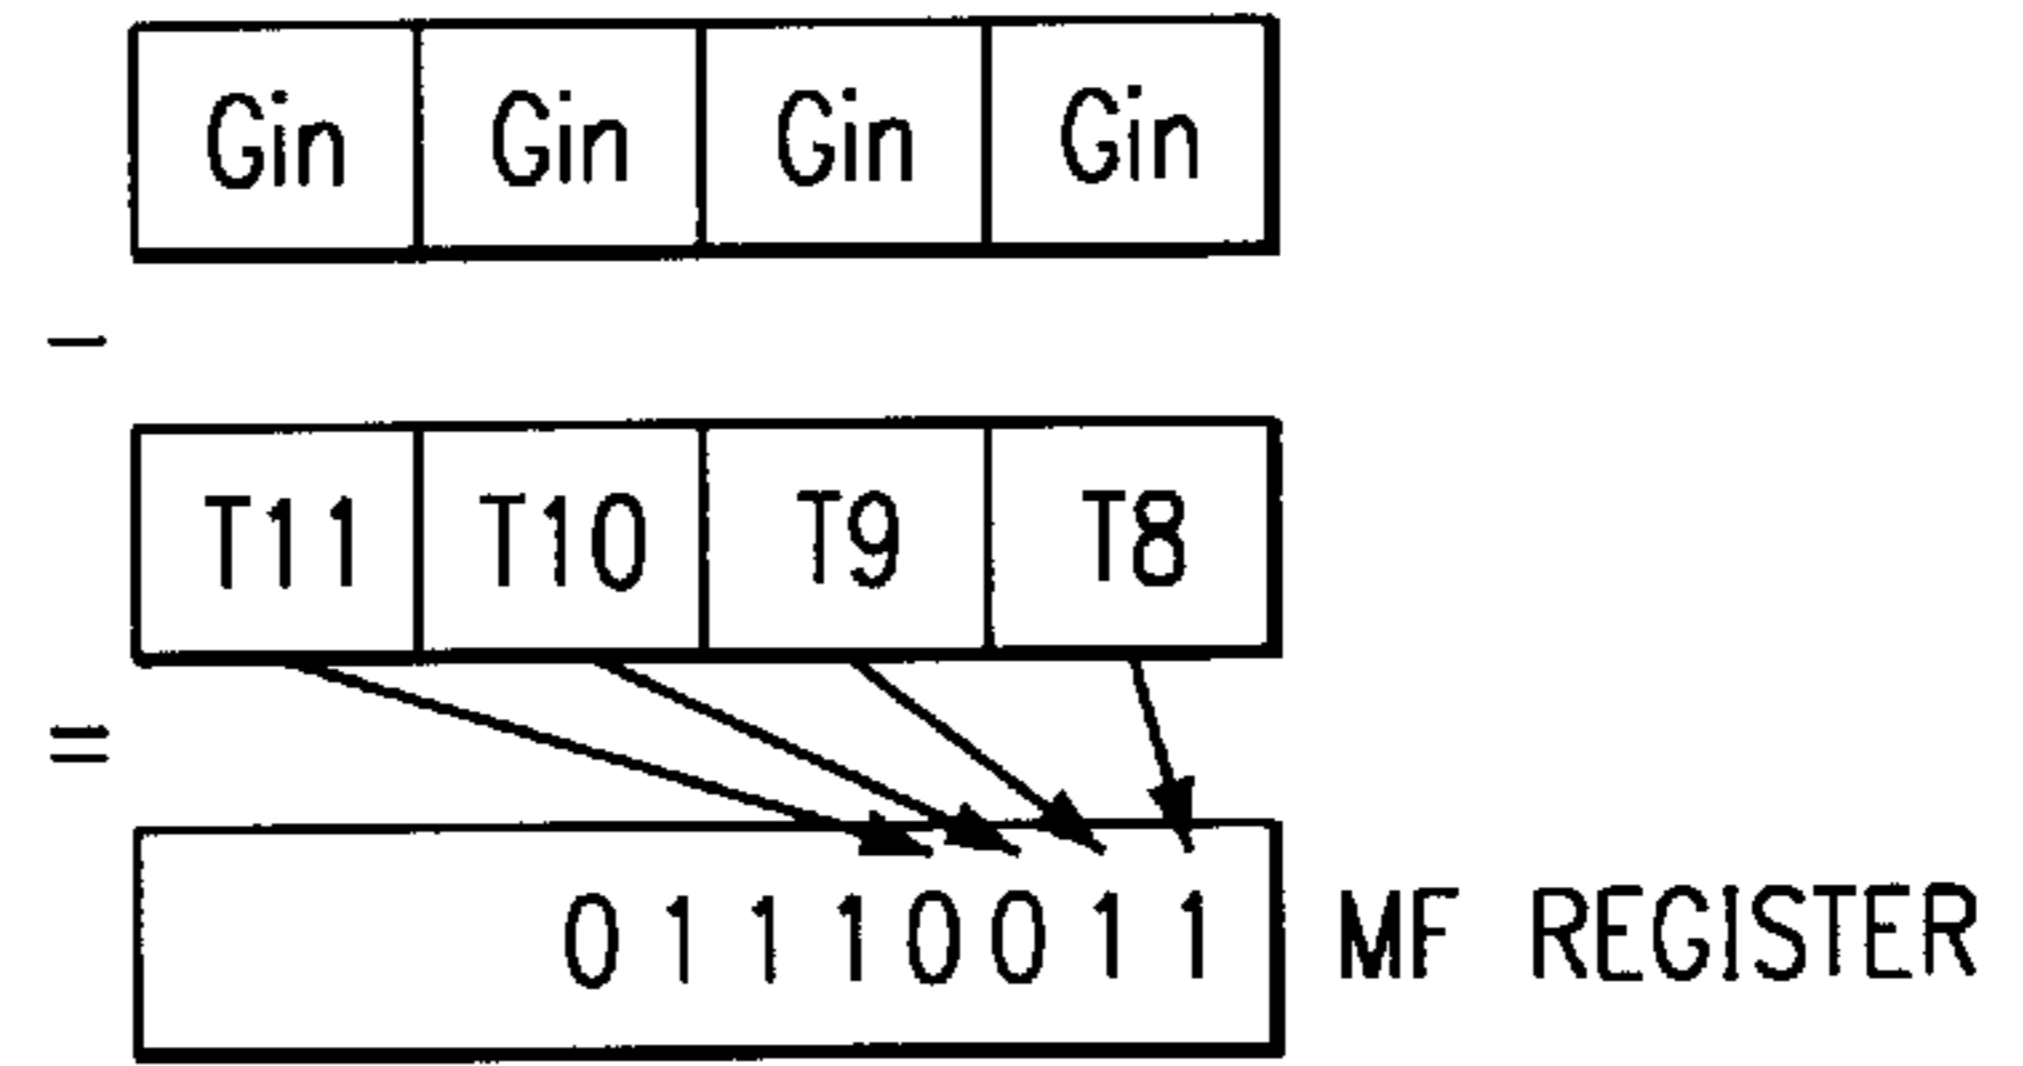 Gin Gin Gin Gin
−
T11 T10 T9 T8
=
0 1 1 1 0 0 1 1 MF REGISTER